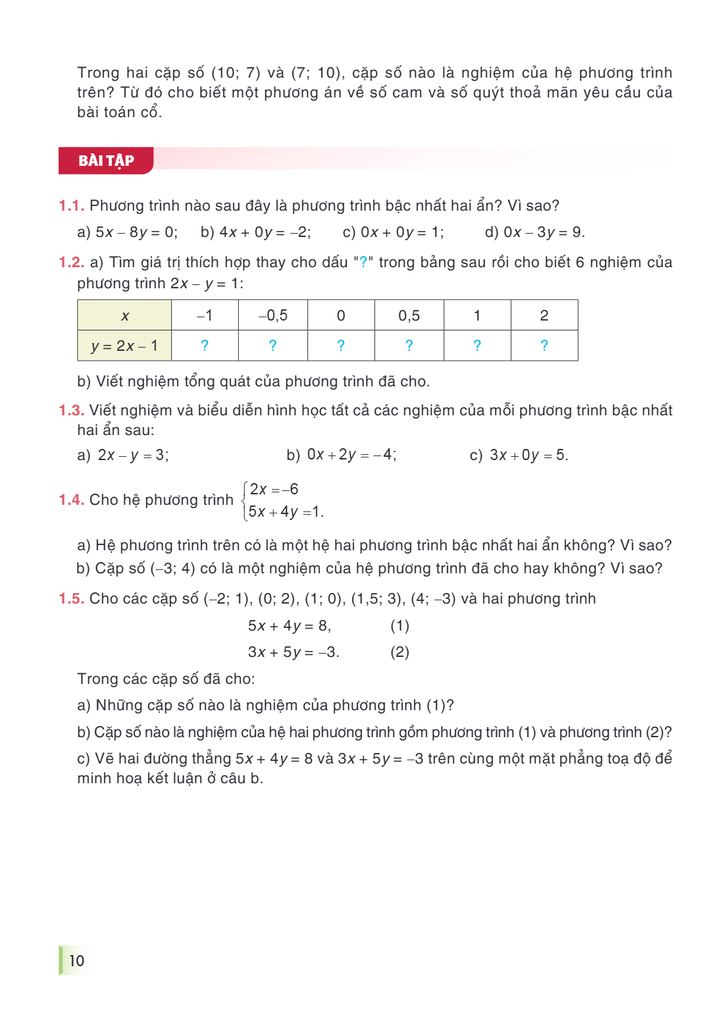 Trong hai cặp số (10; 7) và (7; 10), cặp số nào là nghiệm của hệ phương trình
trên? Từ đó cho biết một phương án về số cam và số quýt thoả mãn yêu cầu của
bài toán cổ.
BÀI TẬP
1.1. Phương trình nào sau đây là phương trình bậc nhất hai ẩn? Vì sao?
a) 5x – 8y = 0; b) 4x + 0y = –2; c) 0x + 0y = 1; d) 0x – 3y = 9.
1.2. a) Tìm giá trị thích hợp thay cho dấu "?" trong bảng sau rồi cho biết 6 nghiệm của
phương trình 2x – y = 1:
x –1 –0,5 0 0,5 1 2
y = 2x – 1 ? ? ? ? ? ?
b) Viết nghiệm tổng quát của phương trình đã cho.
1.3. Viết nghiệm và biểu diễn hình học tất cả các nghiệm của mỗi phương trình bậc nhất
hai ẩn sau:
a) 2x – y = 3; b) 0x + 2y = –4; c) 3x + 0y = 5.
1.4. Cho hệ phương trình { 2x = –6
5x + 4y = 1.
a) Hệ phương trình trên có là một hệ hai phương trình bậc nhất hai ẩn không? Vì sao?
b) Cặp số (–3; 4) có là một nghiệm của hệ phương trình đã cho hay không? Vì sao?
1.5. Cho các cặp số (–2; 1), (0; 2), (1; 0), (1,5; 3), (4; –3) và hai phương trình
5x + 4y = 8, (1)
3x + 5y = –3. (2)
Trong các cặp số đã cho:
a) Những cặp số nào là nghiệm của phương trình (1)?
b) Cặp số nào là nghiệm của hệ hai phương trình gồm phương trình (1) và phương trình (2)?
c) Vẽ hai đường thẳng 5x + 4y = 8 và 3x + 5y = –3 trên cùng một mặt phẳng toạ độ để
minh hoạ kết luận ở câu b.
10